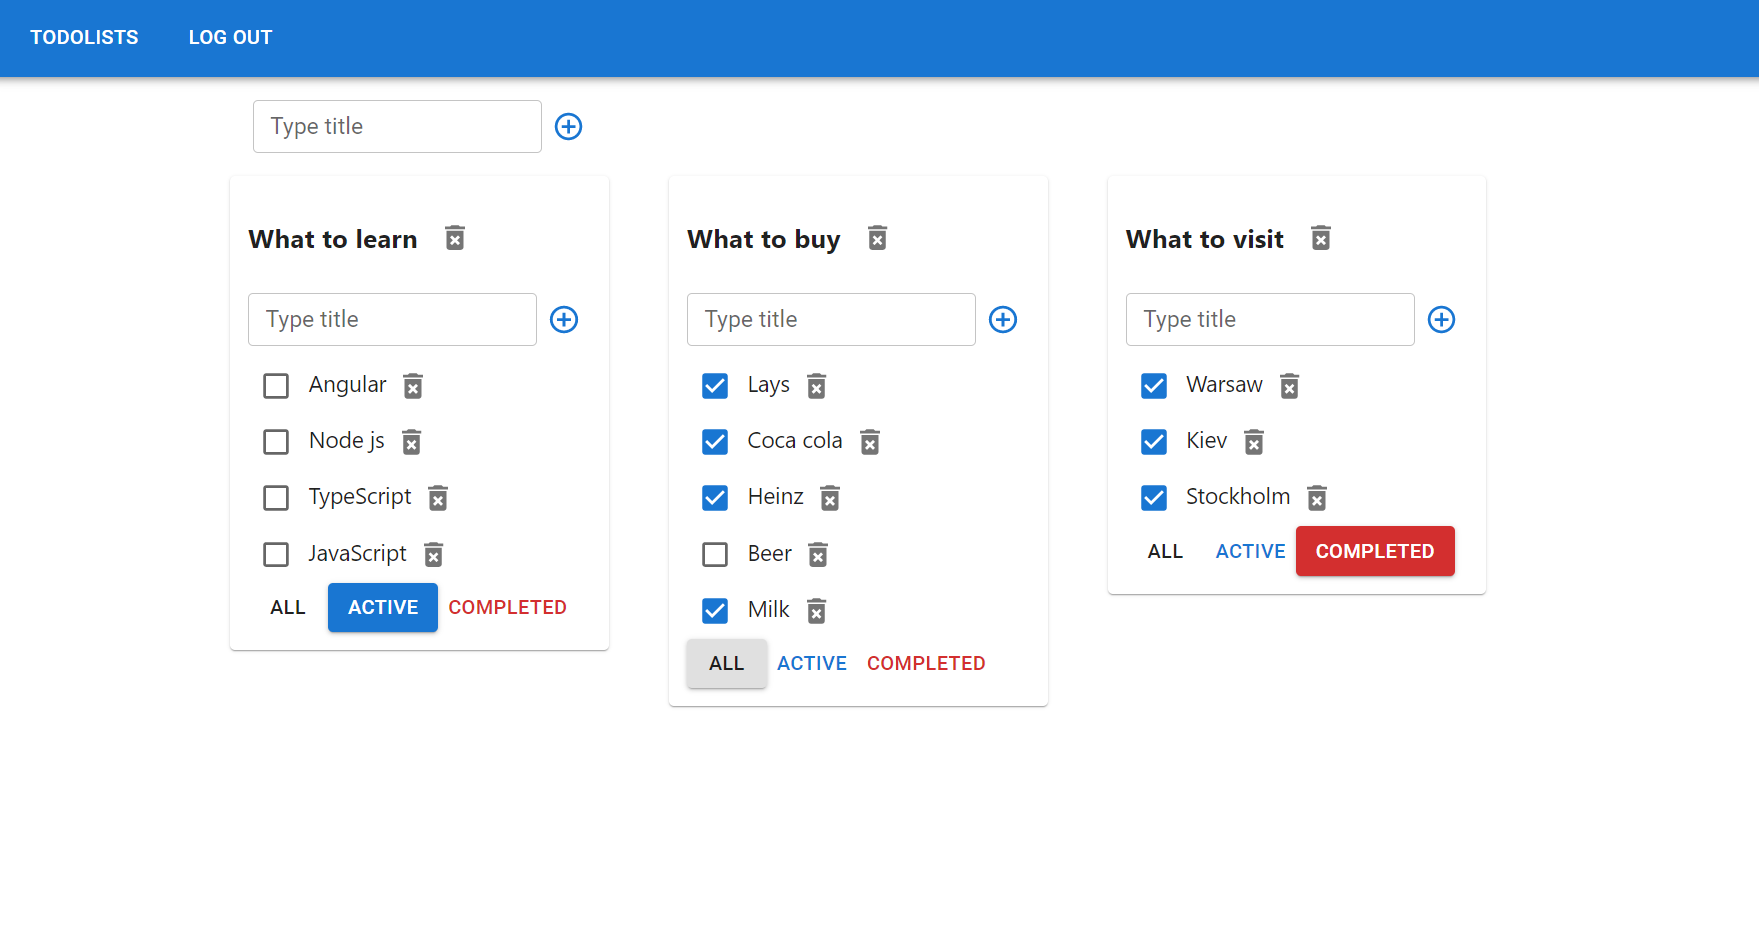 TODOLISTS LOG OUT
Type title
What to learn
Type title
Angular
Node js
TypeScript
JavaScript
ALL ACTIVE COMPLETED
What to buy
Type title
Lays
Coca cola
Heinz
Beer
Milk
ALL ACTIVE COMPLETED
What to visit
Type title
Warsaw
Kiev
Stockholm
ALL ACTIVE COMPLETED